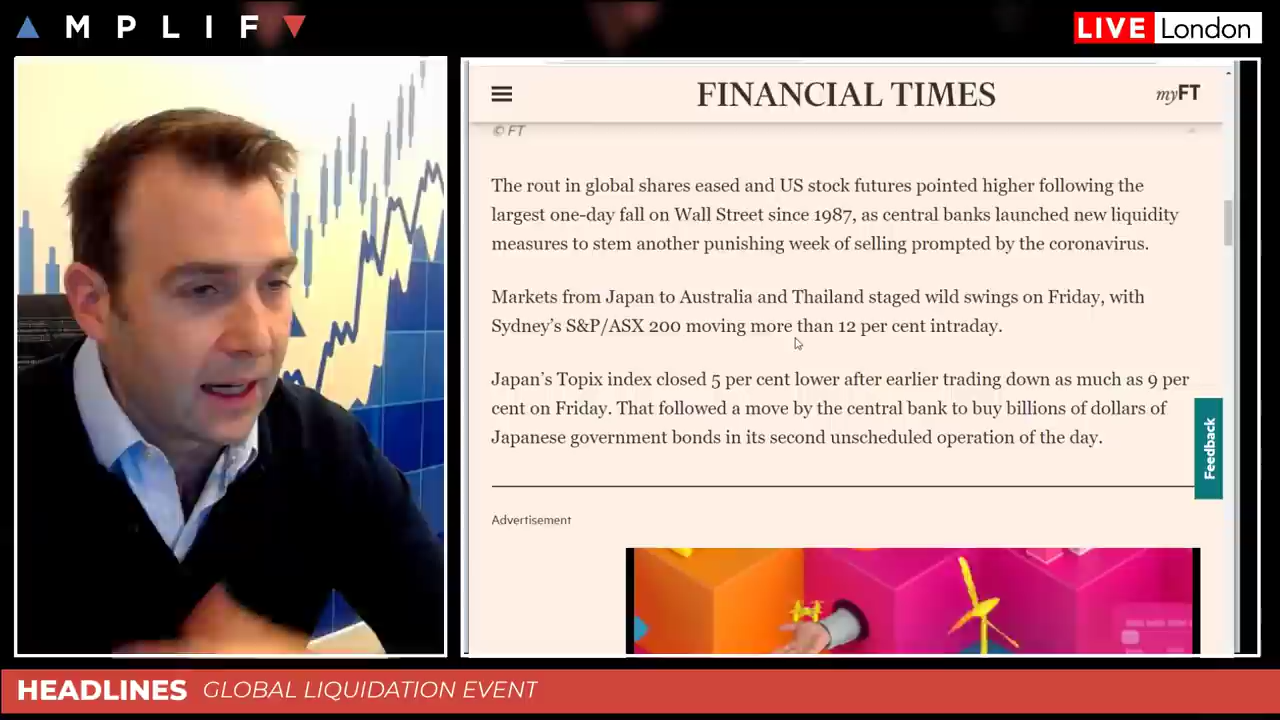 MPLIF
LIVE London
FINANCIAL TIMES
myFT
© FT
The rout in global shares eased and US stock futures pointed higher following the
largest one-day fall on Wall Street since 1987, as central banks launched new liquidity
measures to stem another punishing week of selling prompted by the coronavirus.
Markets from Japan to Australia and Thailand staged wild swings on Friday, with
Sydney’s S&P/ASX 200 moving more than 12 per cent intraday.
Japan’s Topix index closed 5 per cent lower after earlier trading down as much as 9 per
cent on Friday. That followed a move by the central bank to buy billions of dollars of
Japanese government bonds in its second unscheduled operation of the day.
Feedback
Advertisement
HEADLINES GLOBAL LIQUIDATION EVENT